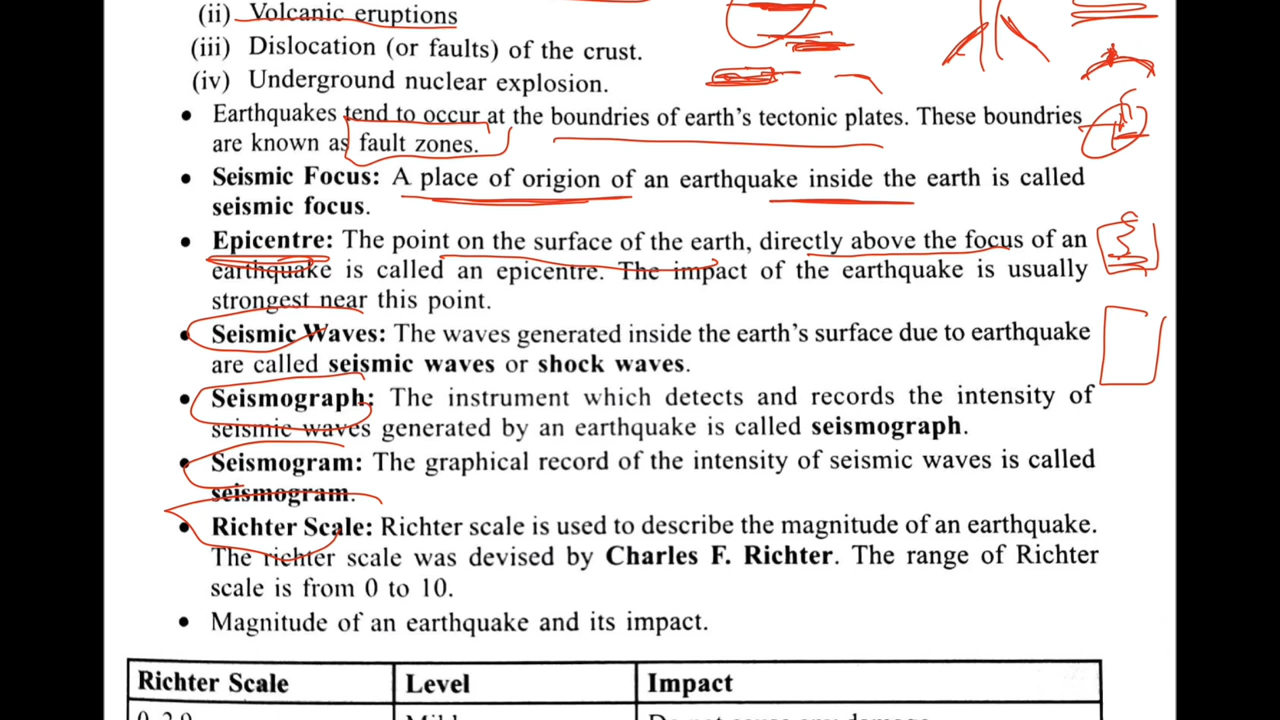 (ii) Volcanic eruptions
(iii) Dislocation (or faults) of the crust.
(iv) Underground nuclear explosion.
• Earthquakes tend to occur at the boundries of earth's tectonic plates. These boundries
are known as fault zones.
• Seismic Focus: A place of origion of an earthquake inside the earth is called
seismic focus.
• Epicentre: The point on the surface of the earth, directly above the focus of an
earthquake is called an epicentre. The impact of the earthquake is usually
strongest near this point.
• Seismic Waves: The waves generated inside the earth's surface due to earthquake
are called seismic waves or shock waves.
• Seismograph: The instrument which detects and records the intensity of
seismic waves generated by an earthquake is called seismograph.
• Seismogram: The graphical record of the intensity of seismic waves is called
seismogram.
• Richter Scale: Richter scale is used to describe the magnitude of an earthquake.
The richter scale was devised by Charles F. Richter. The range of Richter
scale is from 0 to 10.
• Magnitude of an earthquake and its impact.
Richter Scale Level Impact